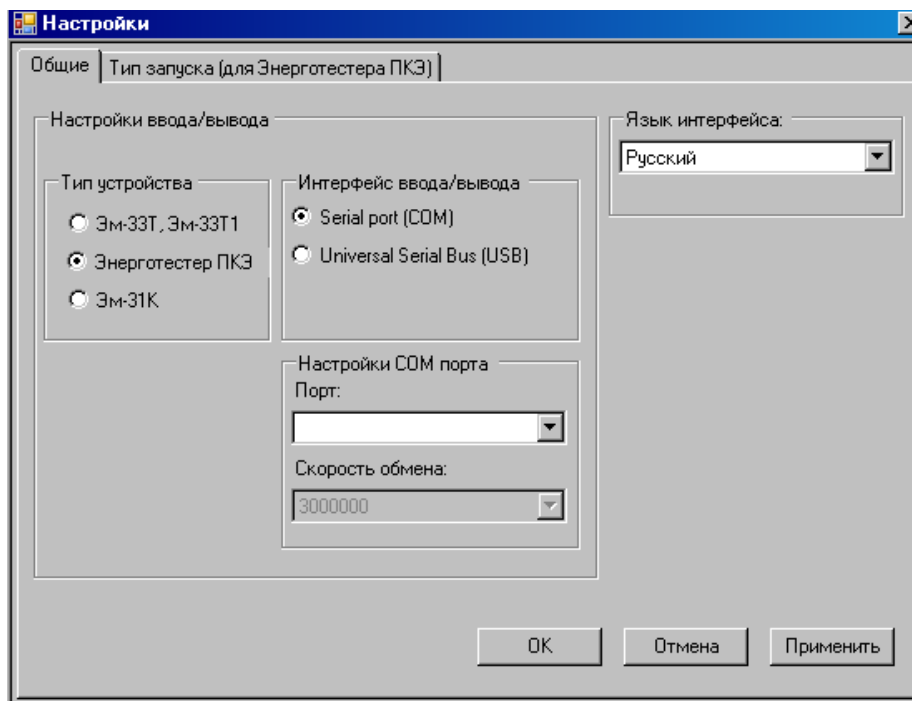 Настройки
Общие
Тип запуска (для Энерготестера ПКЭ)
Настройки ввода/вывода
Тип устройства
Эм-33Т, Эм-33Т1
Энерготестер ПКЭ
Эм-31К
Интерфейс ввода/вывода
Serial port (COM)
Universal Serial Bus (USB)
Настройки COM порта
Порт:
Скорость обмена:
3000000
Язык интерфейса:
Русский
OK
Отмена
Применить